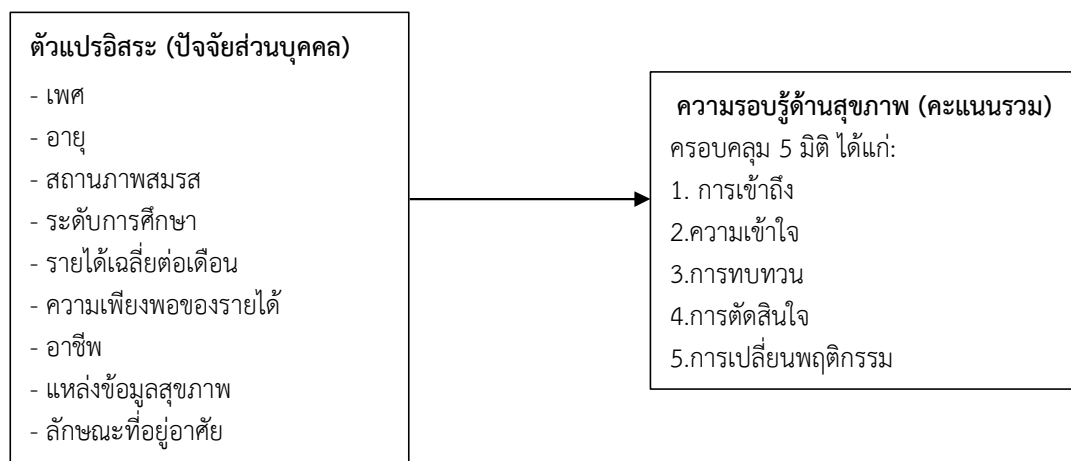 ตัวแปรอิสระ (ปัจจัยส่วนบุคคล)
- เพศ
- อายุ
- สถานภาพสมรส
- ระดับการศึกษา
- รายได้เฉลี่ยต่อเดือน
- ความเพียงพอของรายได้
- อาชีพ
- แหล่งข้อมูลสุขภาพ
- ลักษณะที่อยู่อาศัย
ความรอบรู้ด้านสุขภาพ (คะแนนรวม)
ครอบคลุม 5 มิติ ได้แก่:
1. การเข้าถึง
2.ความเข้าใจ
3.การทบทวน
4.การตัดสินใจ
5.การเปลี่ยนพฤติกรรม